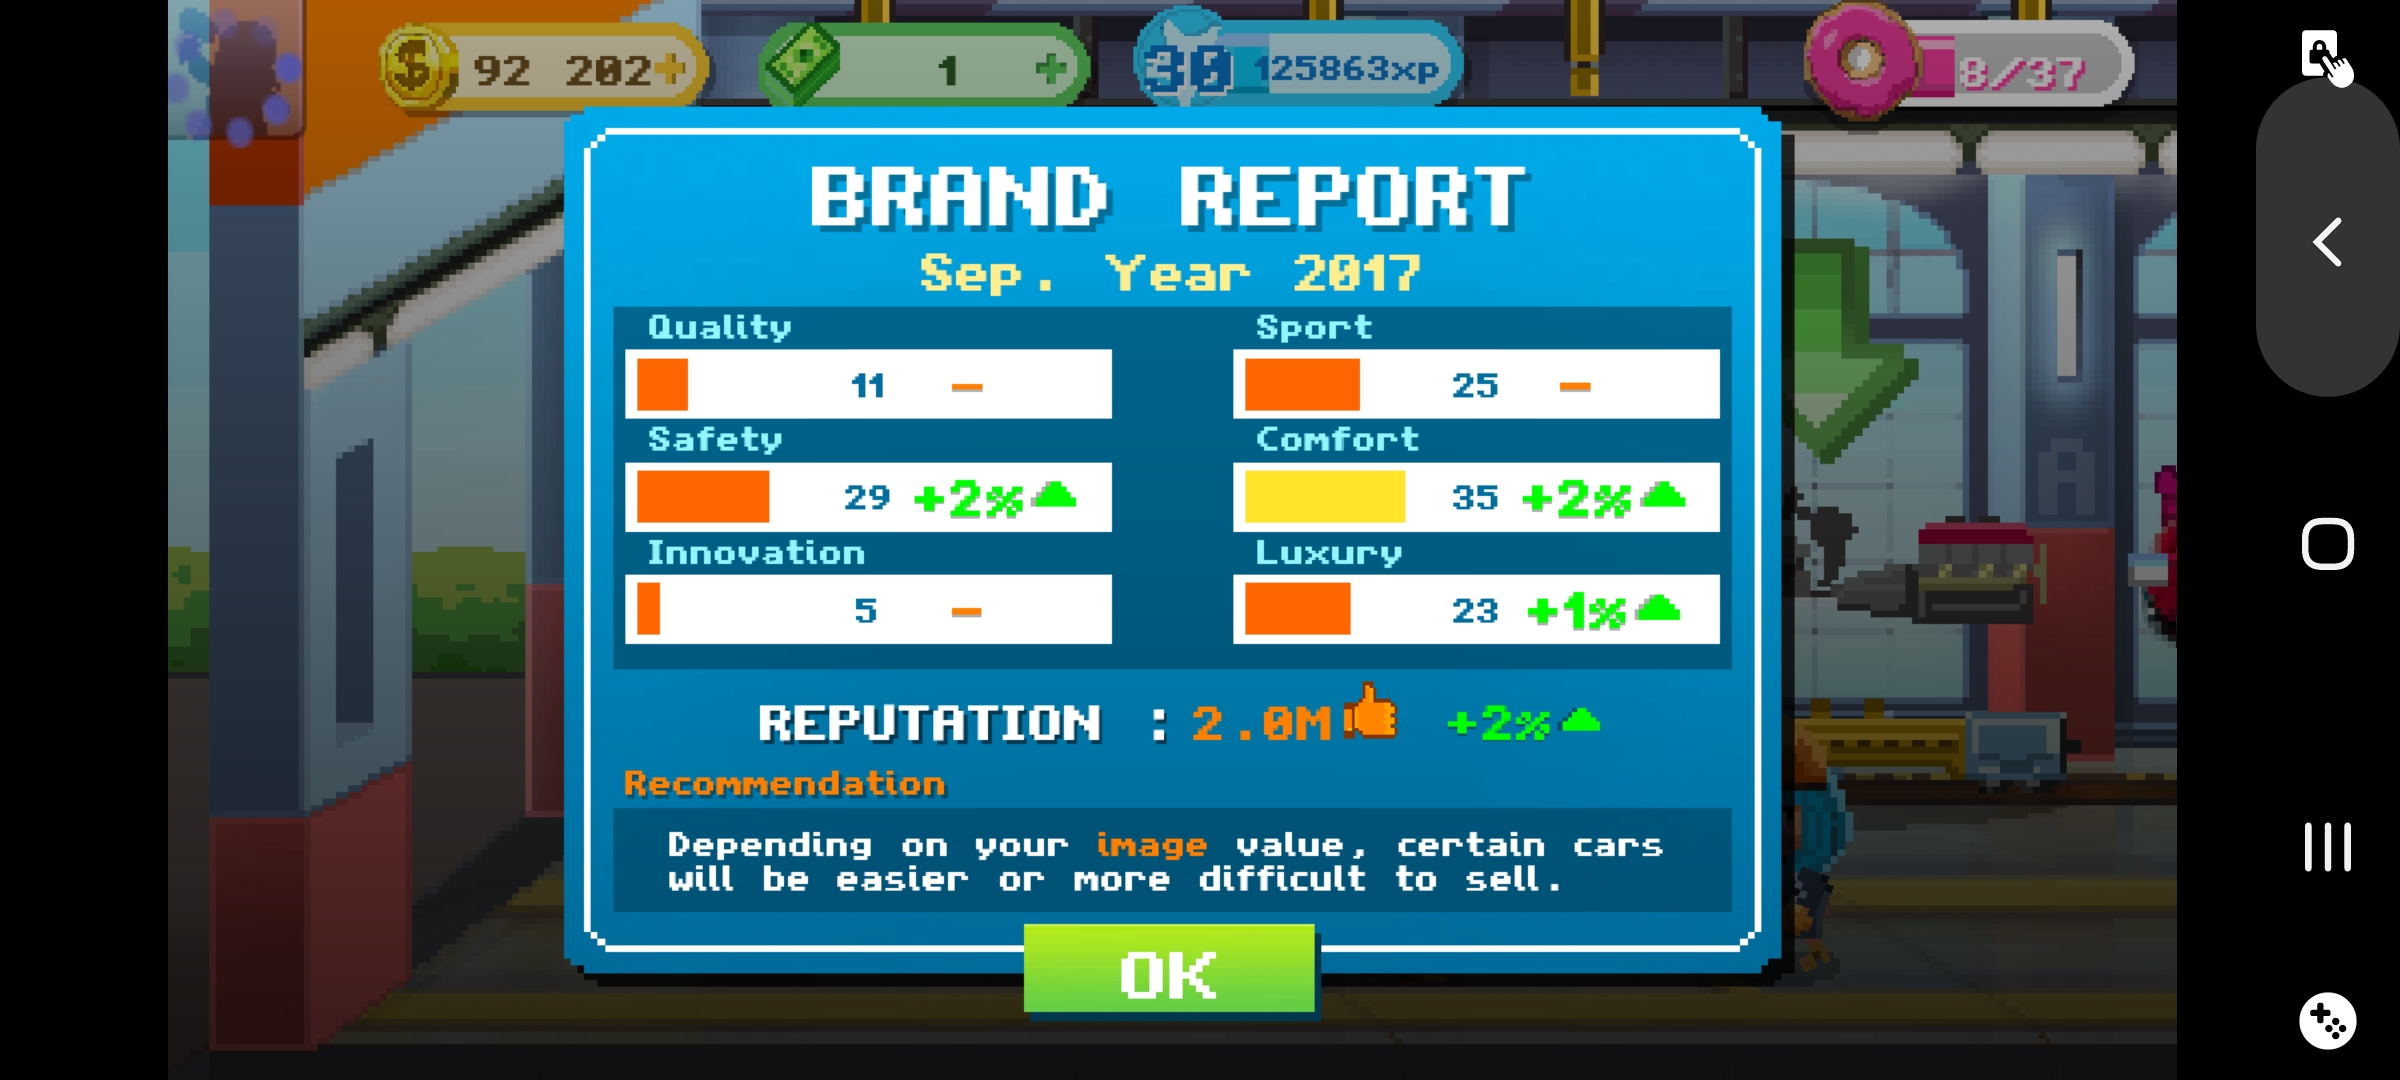 92 202+
1 +
30 125863xp
8/37
BRAND REPORT
Sep. Year 2017
Quality
11 -
Sport
25 -
Safety
29 +2%
Comfort
35 +2%
Innovation
5 -
Luxury
23 +1%
REPUTATION : 2.0M +2%
Recommendation
Depending on your image value, certain cars
will be easier or more difficult to sell.
OK
A